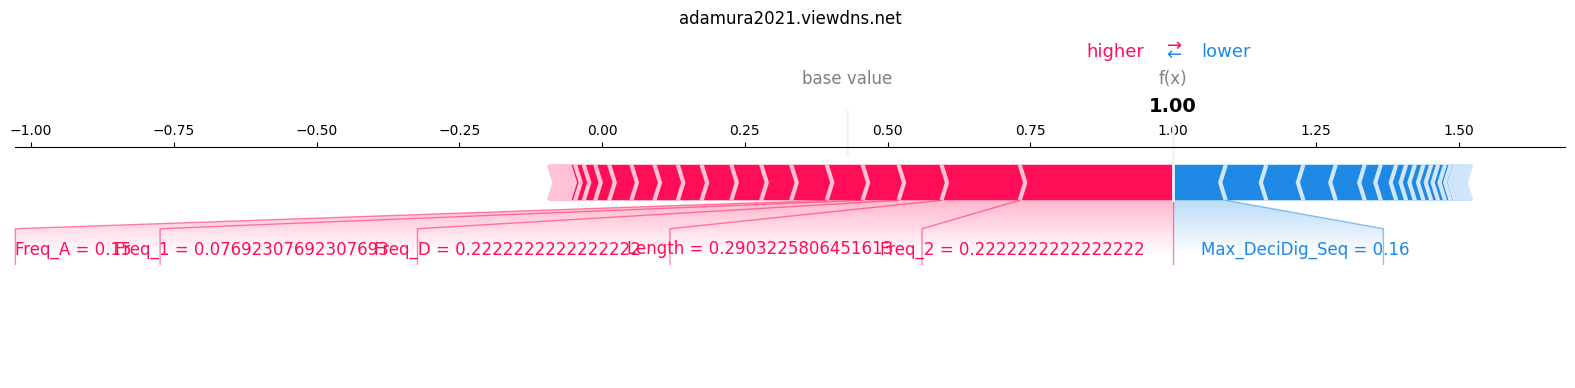 adamura2021.viewdns.net
higher ⇄ lower
base value f(x)
1.00
−1.00 −0.75 −0.50 −0.25 0.00 0.25 0.50 0.75 1.00 1.25 1.50
Freq_A = 0.15 Freq_1 = 0.07692307692307693 Freq_D = 0.2222222222222222 Length = 0.2903225806451613 Freq_2 = 0.2222222222222222 Max_DeciDig_Seq = 0.16